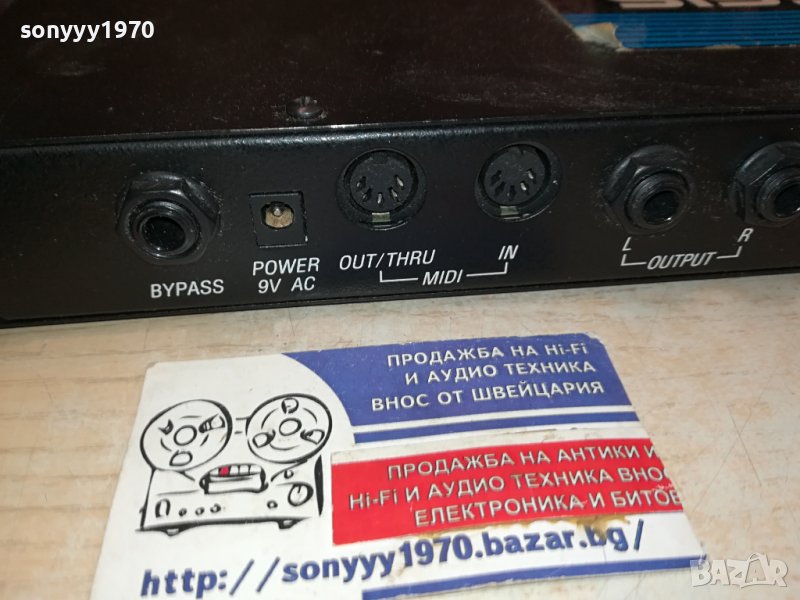 sonyyy1970
BYPASS
POWER
9V AC
OUT/THRU
IN
MIDI
L
R
OUTPUT
ПРОДАЖБА НА Hi-Fi
И АУДИО ТЕХНИКА
ВНОС ОТ ШВЕЙЦАРИЯ
ПРОДАЖБА НА АНТИКИ И
Hi-Fi И АУДИО ТЕХНИКА ВНОС
ЕЛЕКТРОНИКА И БИТОВ
http://sonyyy1970.bazar.bg/
BAZAR